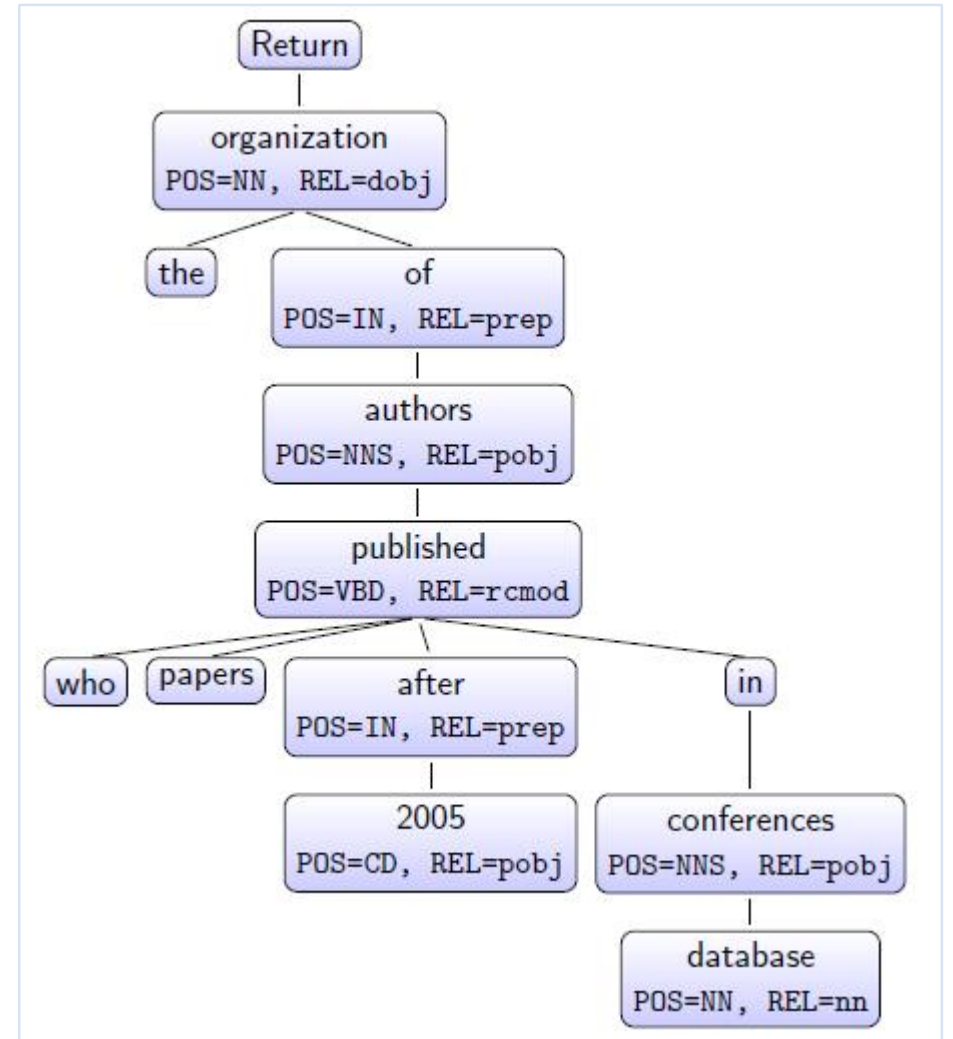 Return
organization
POS=NN, REL=dobj
the
of
POS=IN, REL=prep
authors
POS=NNS, REL=pobj
published
POS=VBD, REL=rcmod
who
papers
after
POS=IN, REL=prep
in
2005
POS=CD, REL=pobj
conferences
POS=NNS, REL=pobj
database
POS=NN, REL=nn